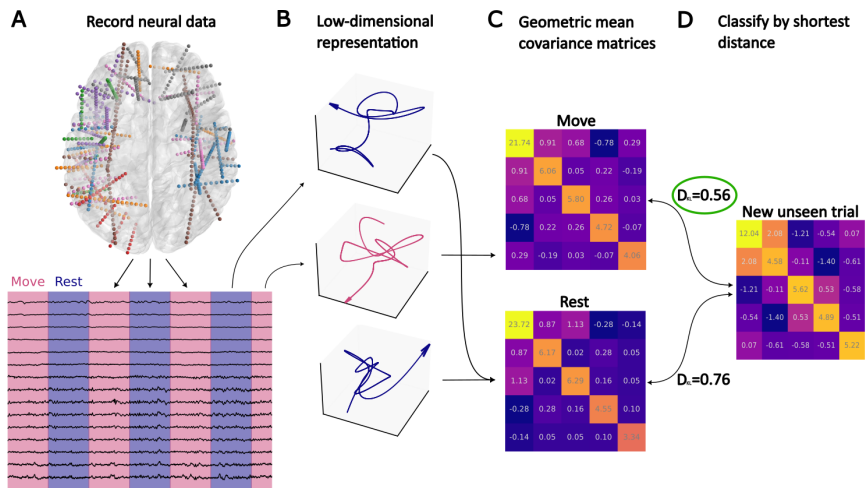 A
Record neural data
Move
Rest
B
Low-dimensional
representation
C
Geometric mean
covariance matrices
Move
21.74 0.91 0.68 -0.78 0.29
0.91 6.06 0.05 0.22 -0.19
0.68 0.05 5.80 0.26 0.03
-0.78 0.22 0.26 4.72 -0.07
0.29 -0.19 0.03 -0.07 4.06
Rest
23.72 0.87 1.13 -0.28 -0.14
0.87 6.17 0.02 0.28 0.05
1.13 0.02 6.29 0.16 0.05
-0.28 0.28 0.16 4.55 0.10
-0.14 0.05 0.05 0.10
D
Classify by shortest
distance
DKL=0.56
New unseen trial
12.04 2.08 -1.21 -0.54 0.07
2.08 4.58 -0.11 -1.40 -0.61
-1.21 -0.11 5.62 0.53 -0.58
-0.54 -1.40 0.53 4.89 -0.51
0.07 -0.61 -0.58 -0.51 5.22
DKL=0.76